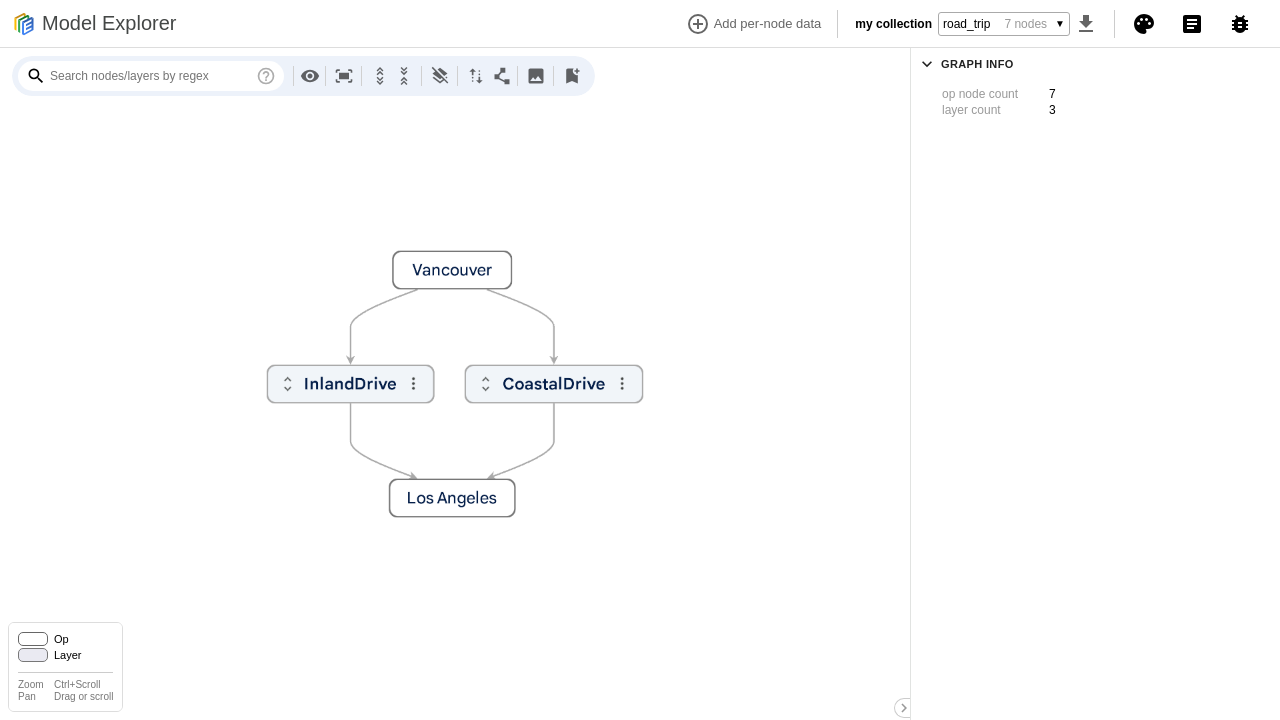 Model Explorer
Add per-node data
my collection
road_trip 7 nodes
Search nodes/layers by regex
GRAPH INFO
op node count 7
layer count 3
Vancouver
InlandDrive
CoastalDrive
Los Angeles
Op
Layer
Zoom Ctrl+Scroll
Pan Drag or scroll